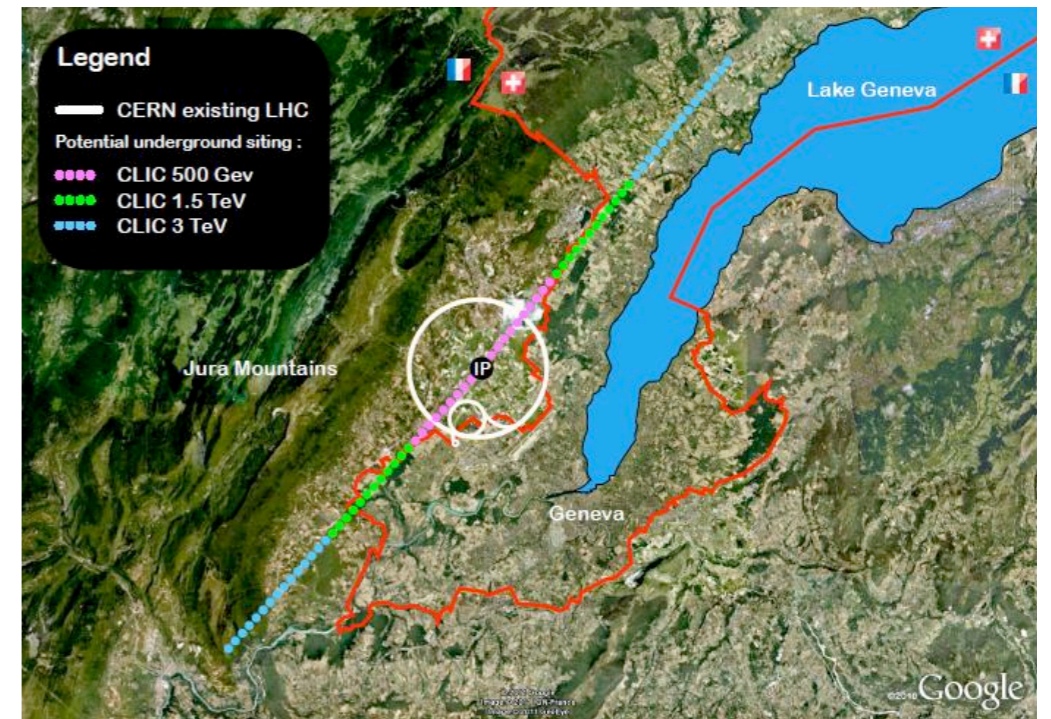 Legend
CERN existing LHC
Potential underground siting :
CLIC 500 Gev
CLIC 1.5 TeV
CLIC 3 TeV
Lake Geneva
Jura Mountains
IP
Geneva
©2010 Google